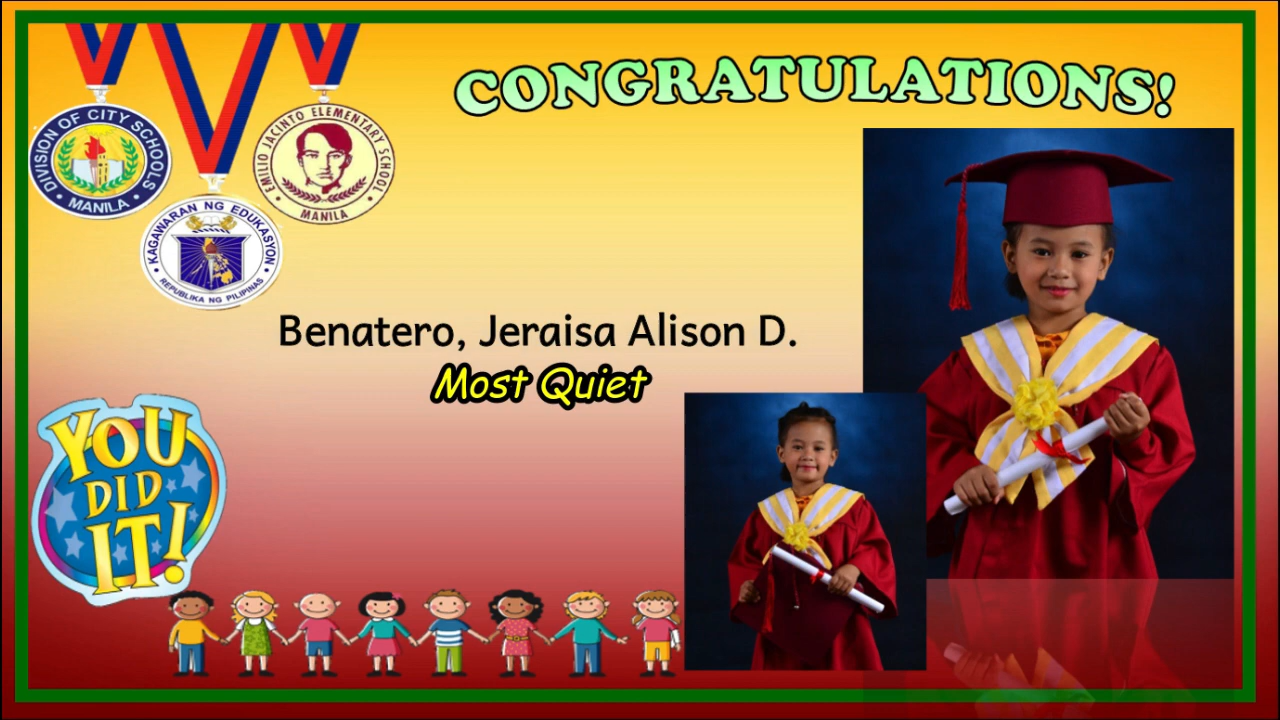 CONGRATULATIONS!
DIVISION OF CITY SCHOOLS
• MANILA •
EMILIO JACINTO ELEMENTARY SCHOOL
• MANILA •
KAGAWARAN NG EDUKASYON
REPUBLIKA NG PILIPINAS
Benatero, Jeraisa Alison D.
Most Quiet
YOU
DID
IT!